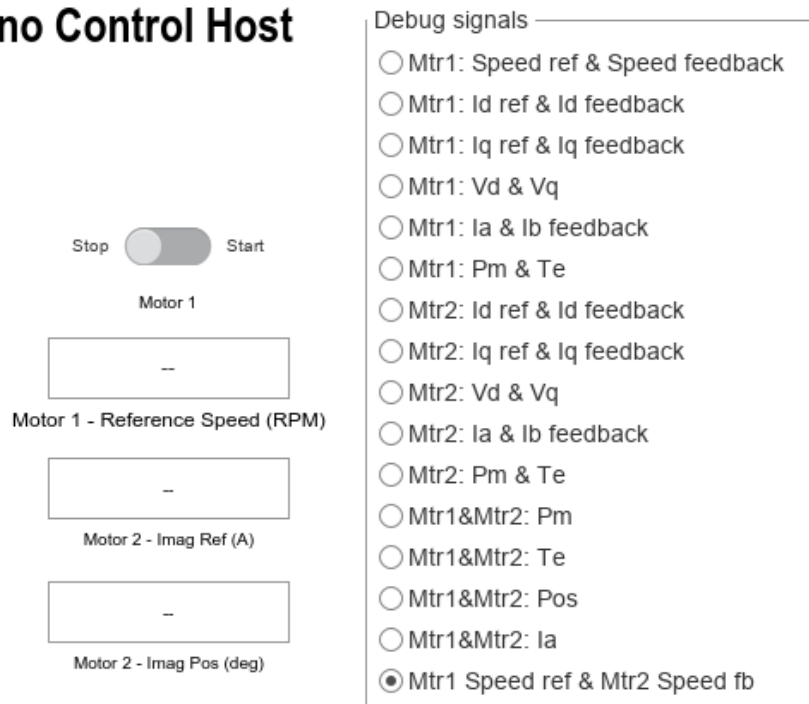 no Control Host
Stop
Start
Motor 1
--
Motor 1 - Reference Speed (RPM)
--
Motor 2 - Imag Ref (A)
--
Motor 2 - Imag Pos (deg)
Debug signals
Mtr1: Speed ref & Speed feedback
Mtr1: Id ref & Id feedback
Mtr1: Iq ref & Iq feedback
Mtr1: Vd & Vq
Mtr1: Ia & Ib feedback
Mtr1: Pm & Te
Mtr2: Id ref & Id feedback
Mtr2: Iq ref & Iq feedback
Mtr2: Vd & Vq
Mtr2: Ia & Ib feedback
Mtr2: Pm & Te
Mtr1&Mtr2: Pm
Mtr1&Mtr2: Te
Mtr1&Mtr2: Pos
Mtr1&Mtr2: Ia
Mtr1 Speed ref & Mtr2 Speed fb